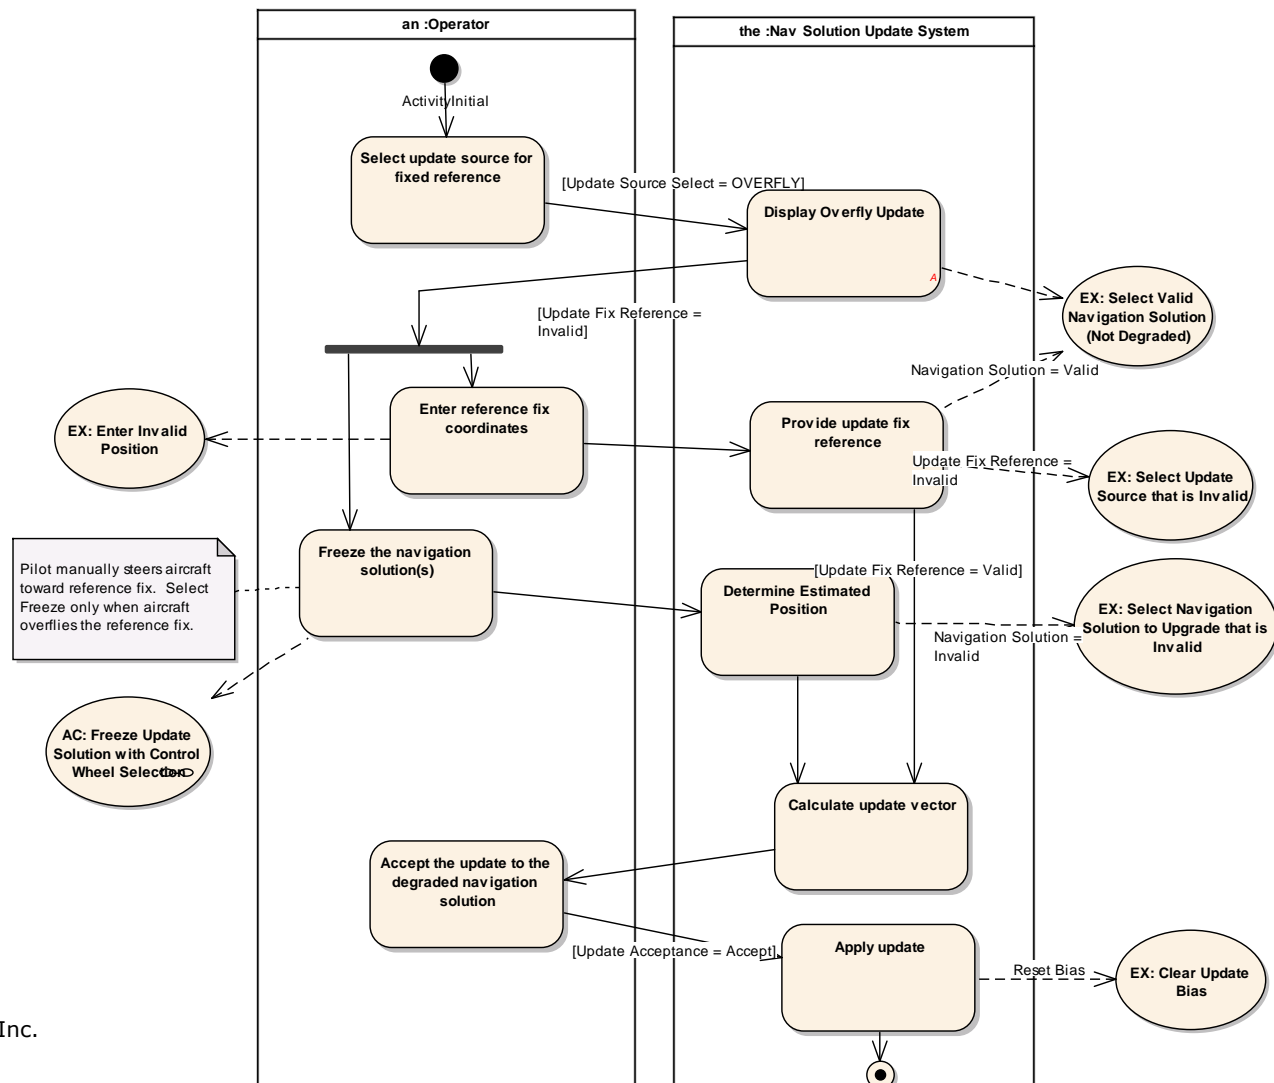 an :Operator
the :Nav Solution Update System
ActivityInitial
Select update source for
fixed reference
[Update Source Select = OVERFLY]
Display Overfly Update
A
EX: Select Valid
Navigation Solution
(Not Degraded)
[Update Fix Reference =
Invalid]
Navigation Solution = Valid
Enter reference fix
coordinates
Provide update fix
reference
EX: Enter Invalid
Position
Update Fix Reference =
Invalid
EX: Select Update
Source that is Invalid
Freeze the navigation
solution(s)
Pilot manually steers aircraft
toward reference fix.  Select
Freeze only when aircraft
overflies the reference fix.
[Update Fix Reference = Valid]
Determine Estimated
Position
EX: Select Navigation
Solution to Upgrade that is
Invalid
Navigation Solution =
Invalid
AC: Freeze Update
Solution with Control
Wheel Selection
Calculate update vector
Accept the update to the
degraded navigation
solution
[Update Acceptance = Accept]
Apply update
Reset Bias
EX: Clear Update
Bias
Inc.